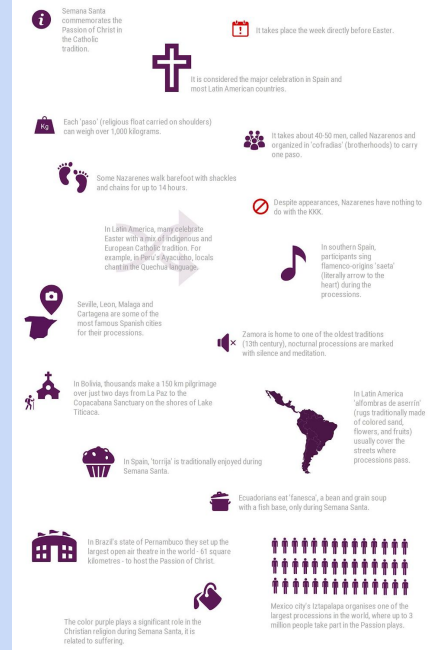 Semana Santa
commemorates the
Passion of Christ in
the Catholic
tradition.
It takes place the week directly before Easter.
It is considered the major celebration in Spain and
most Latin American countries.
Kg
Each 'paso' (religious float carried on shoulders)
can weigh over 1,000 kilograms.
It takes about 40-50 men, called Nazarenos and
organized in 'cofradias' (brotherhoods) to carry
one paso.
Some Nazarenes walk barefoot with shackles
and chains for up to 14 hours.
Despite appearances, Nazarenes have nothing to
do with the KKK.
In Latin America, many celebrate
Easter with a mix of indigenous and
European Catholic tradition. For
example, in Peru's Ayacucho, locals
chant in the Quechua language.
In southern Spain,
participants sing
flamenco-origins 'saeta'
(literally arrow to the
heart) during the
processions.
Seville, Leon, Malaga and
Cartagena are some of the
most famous Spanish cities
for their processions.
Zamora is home to one of the oldest traditions
(13th century), nocturnal processions are marked
with silence and meditation.
In Bolivia, thousands make a 150 km pilgrimage
over just two days from La Paz to the
Copacabana Sanctuary on the shores of Lake
Titicaca.
In Latin America
'alfombras de aserrin'
(rugs traditionally made
of colored sand,
flowers, and fruits)
usually cover the
streets where
processions pass.
In Spain, 'torrija' is traditionally enjoyed during
Semana Santa.
Ecuadorians eat 'fanesca', a bean and grain soup
with a fish base, only during Semana Santa.
In Brazil's state of Pernambuco they set up the
largest open air theatre in the world - 61 square
kilometres - to host the Passion of Christ.
Mexico city's Iztapalapa organises one of the
largest processions in the world, where up to 3
million people take part in the Passion plays.
The color purple plays a significant role in the
Christian religion during Semana Santa, it is
related to suffering.